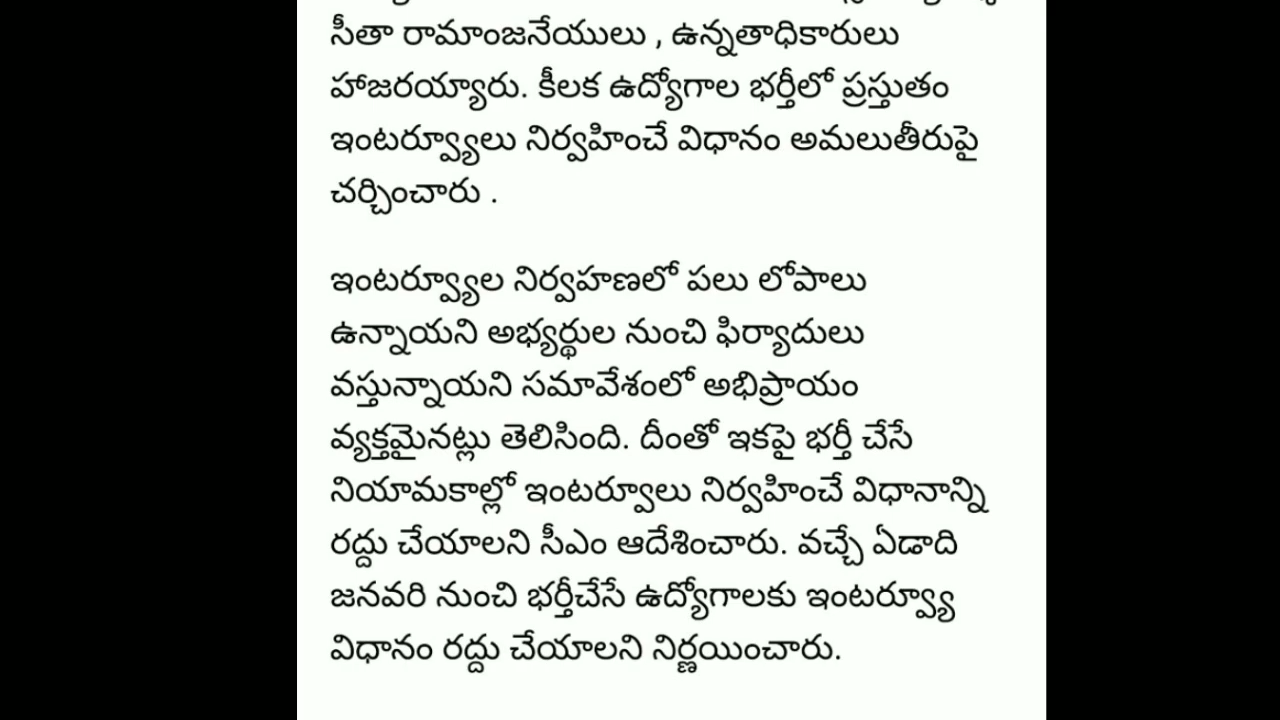 సీతా రామాంజనేయులు , ఉన్నతాధికారులు
హాజరయ్యారు. కీలక ఉద్యోగాల భర్తీలో ప్రస్తుతం
ఇంటర్వ్యూలు నిర్వహించే విధానం అమలుతీరుపై
చర్చించారు .
ఇంటర్వ్యూల నిర్వహణలో పలు లోపాలు
ఉన్నాయని అభ్యర్థుల నుంచి ఫిర్యాదులు
వస్తున్నాయని సమావేశంలో అభిప్రాయం
వ్యక్తమైనట్లు తెలిసింది. దీంతో ఇకపై భర్తీ చేసే
నియామకాల్లో ఇంటర్వూలు నిర్వహించే విధానాన్ని
రద్దు చేయాలని సీఎం ఆదేశించారు. వచ్చే ఏడాది
జనవరి నుంచి భర్తీచేసే ఉద్యోగాలకు ఇంటర్వ్యూ
విధానం రద్దు చేయాలని నిర్ణయించారు.